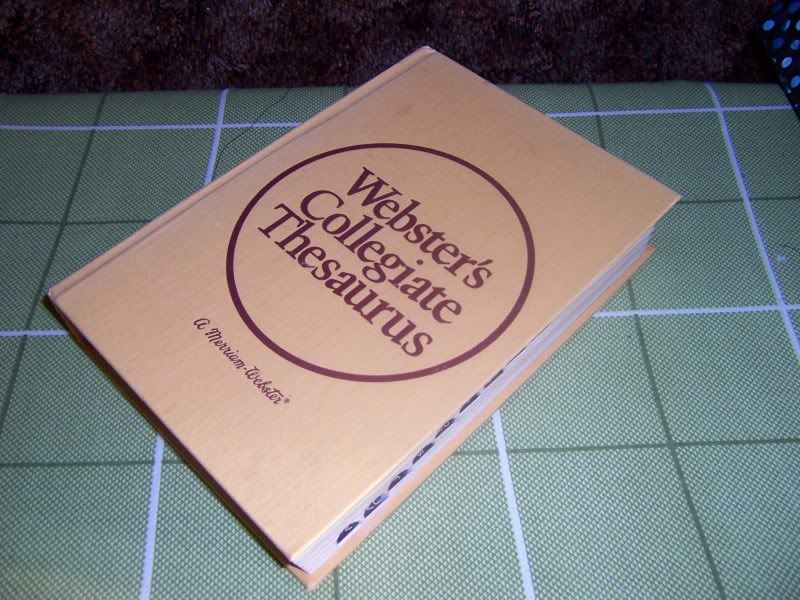 Webster's
Collegiate
Thesaurus
A Merriam-Webster®